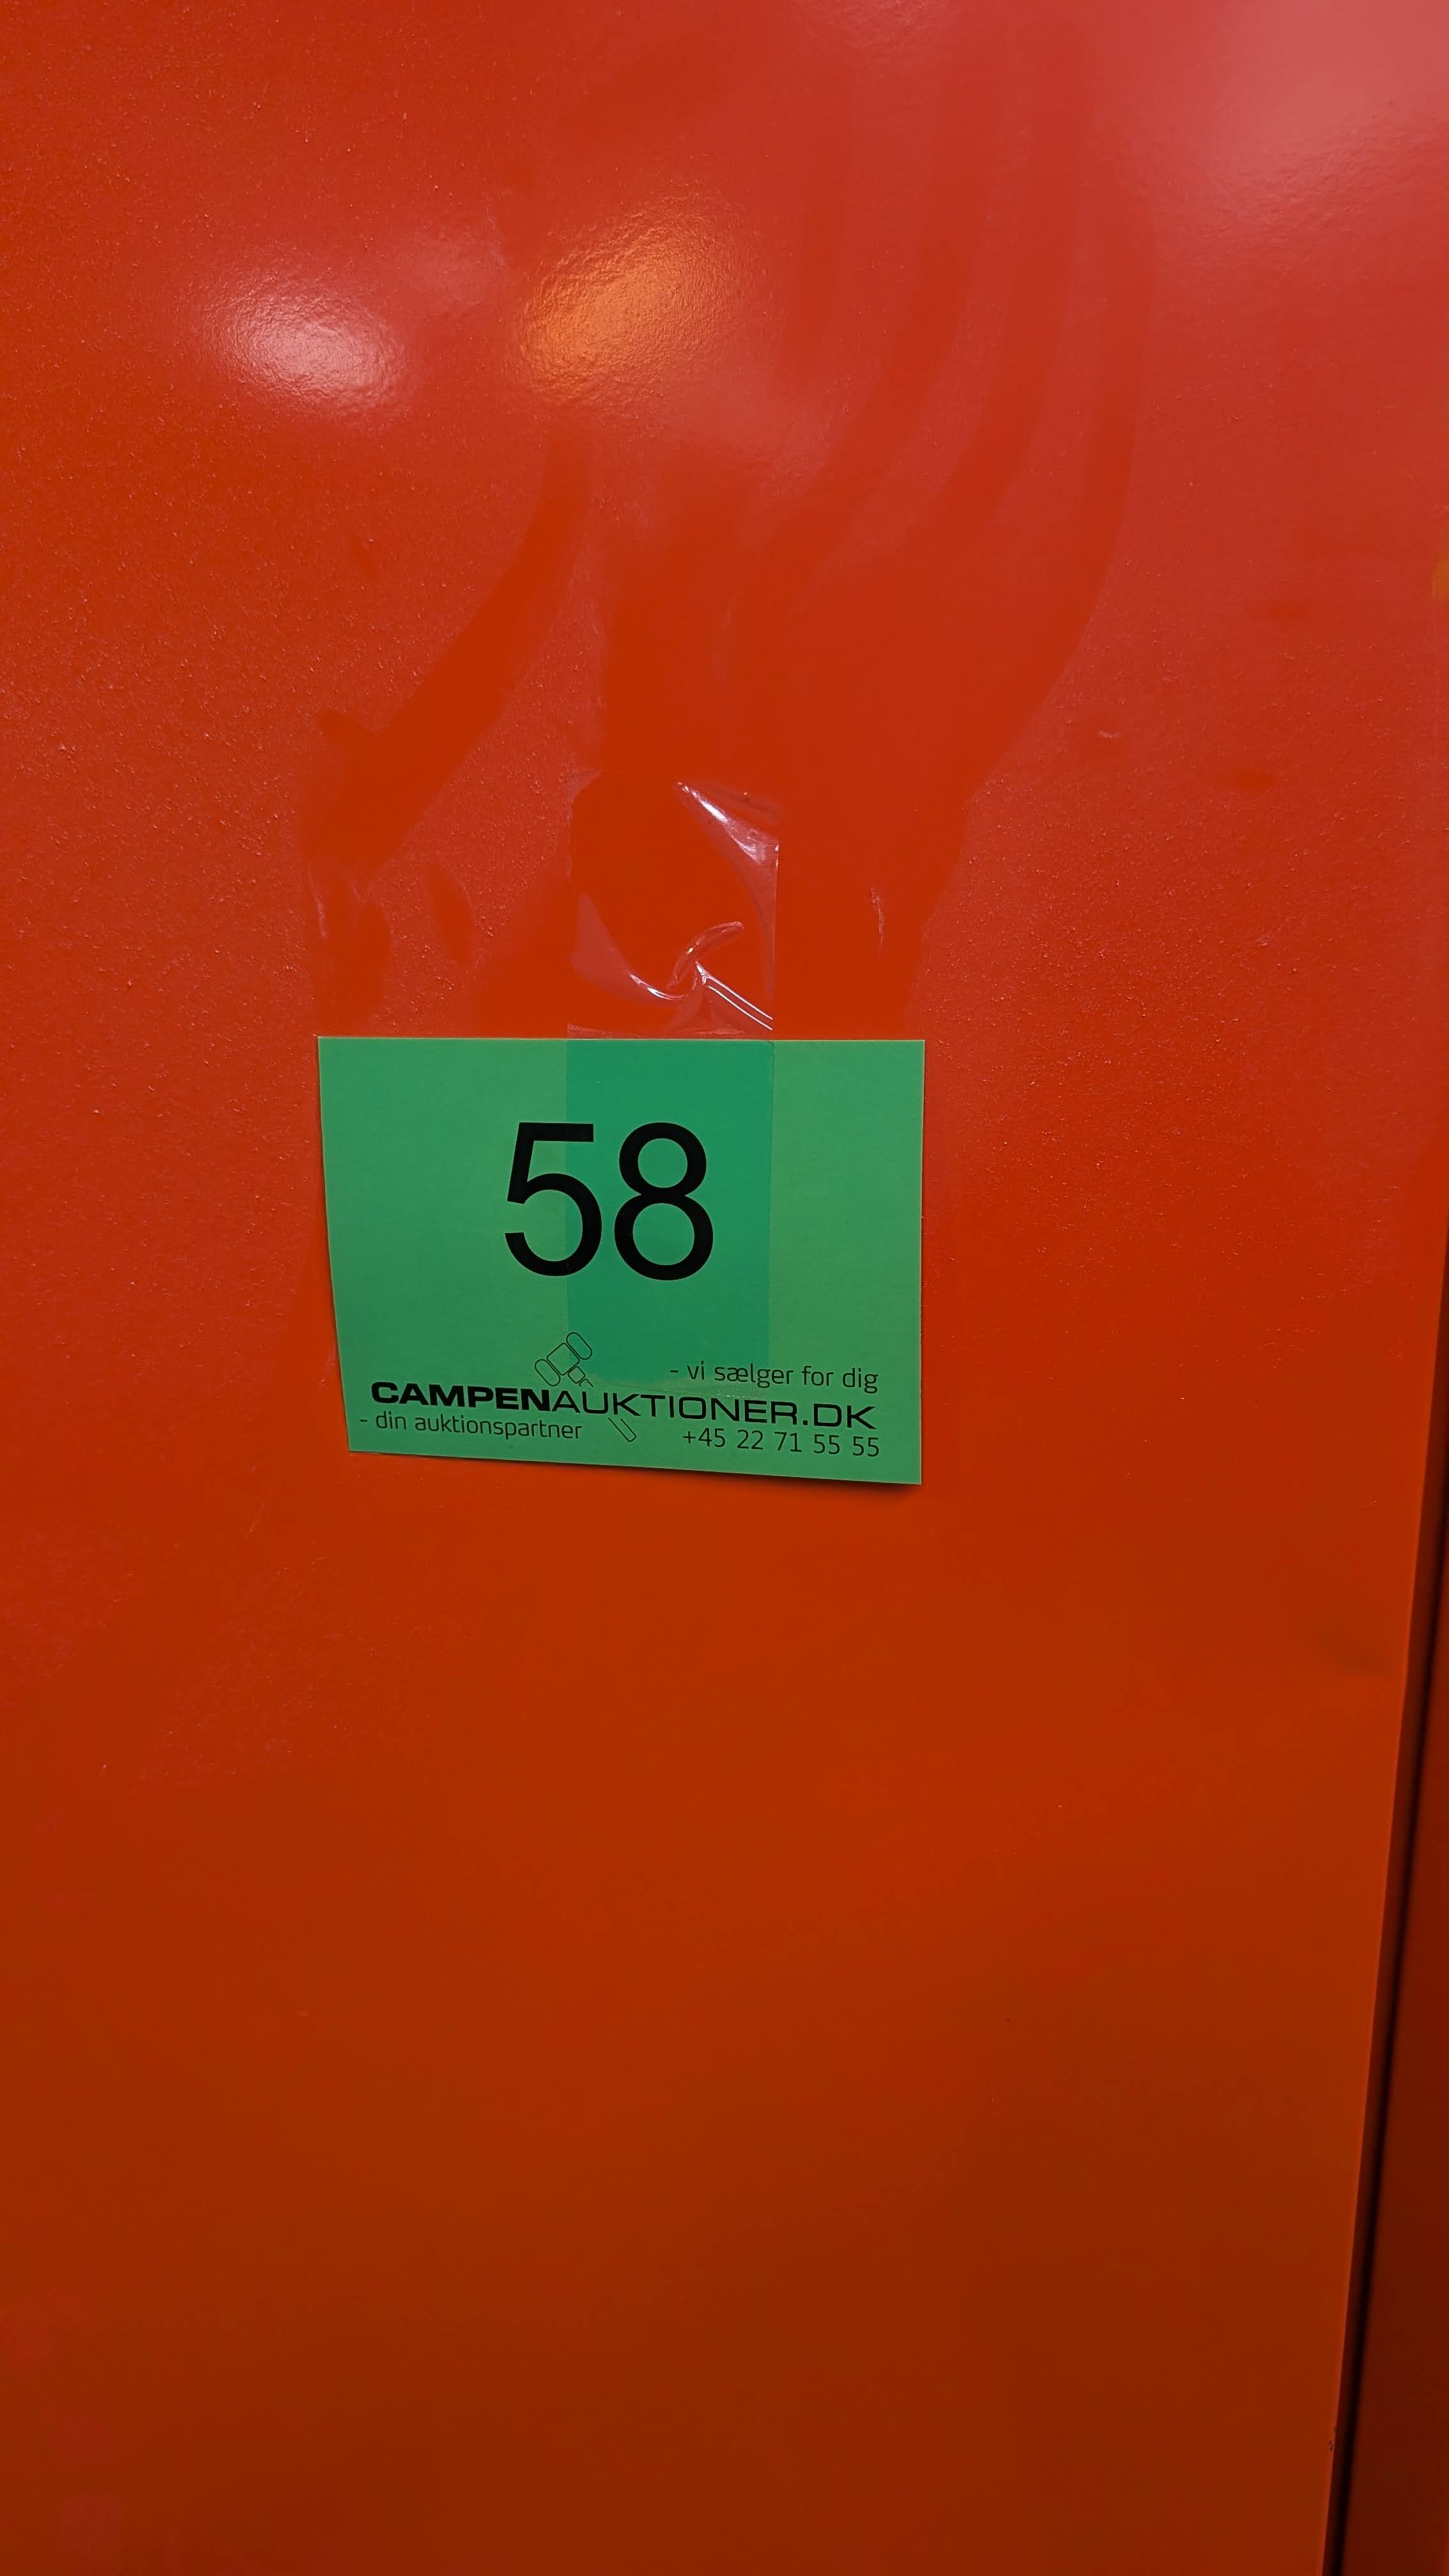 58
- vi sælger for dig
CAMPENAUKTIONER.DK
- din auktionspartner
+45 22 71 55 55